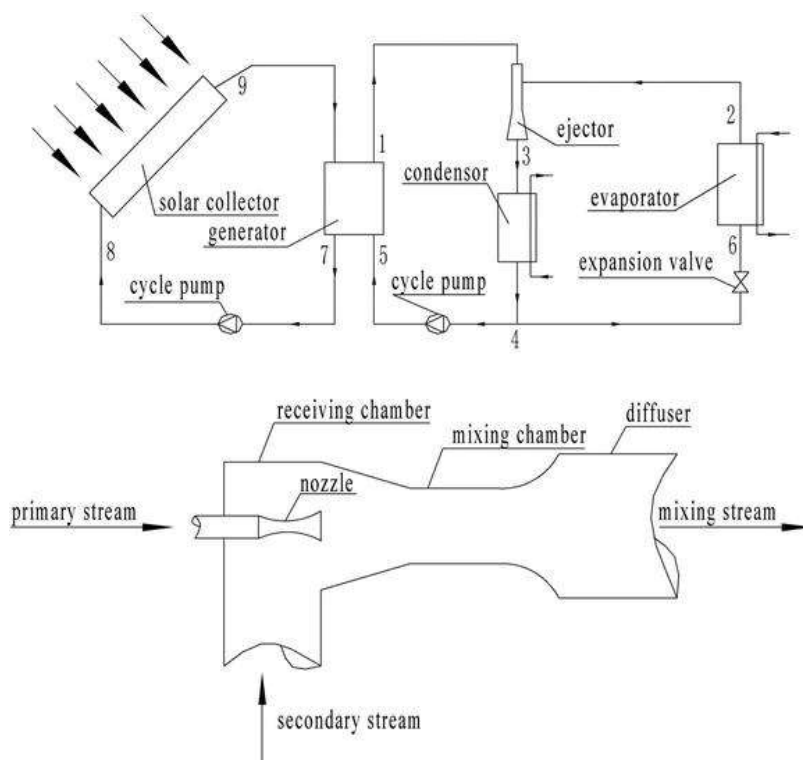 9
1
2
3
ejector
condensor
solar collector
evaporator
generator
8
7
5
6
expansion valve
cycle pump
cycle pump
4
receiving chamber
diffuser
mixing chamber
nozzle
primary stream
mixing stream
secondary stream